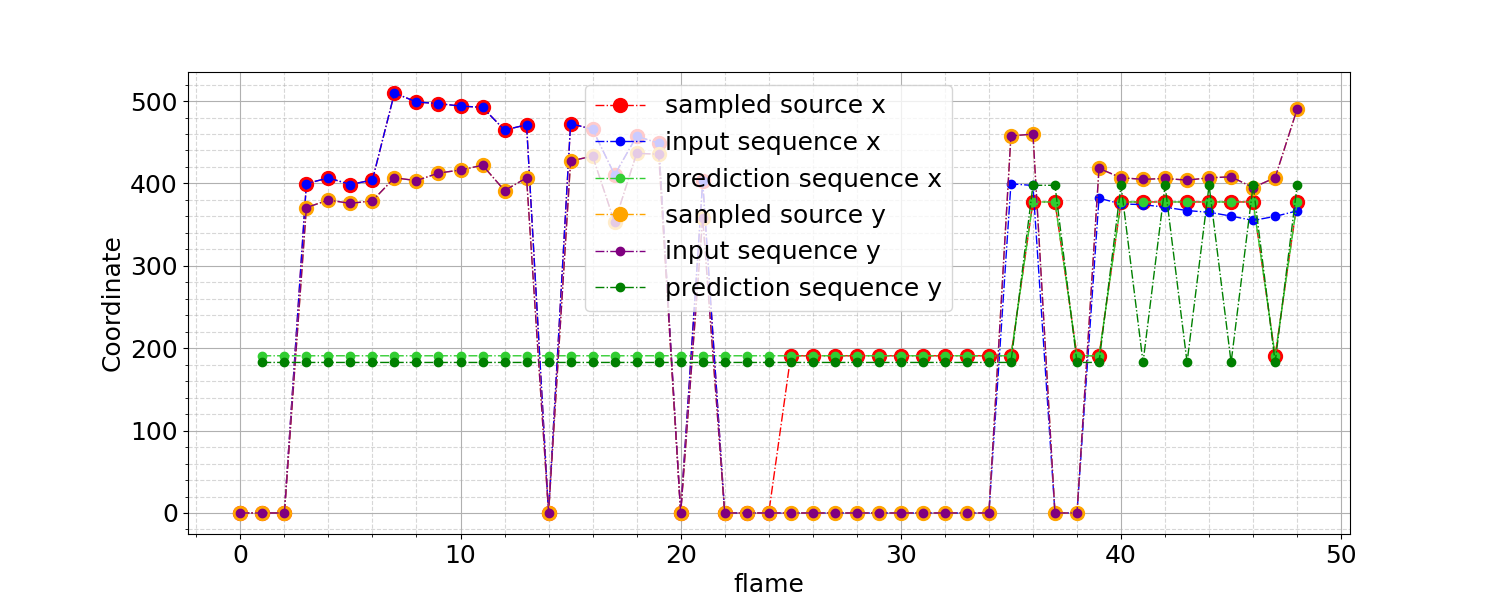 500
400
300
200
100
0
Coordinate
sampled source x
input sequence x
prediction sequence x
sampled source y
input sequence y
prediction sequence y
0 10 20 30 40 50
flame